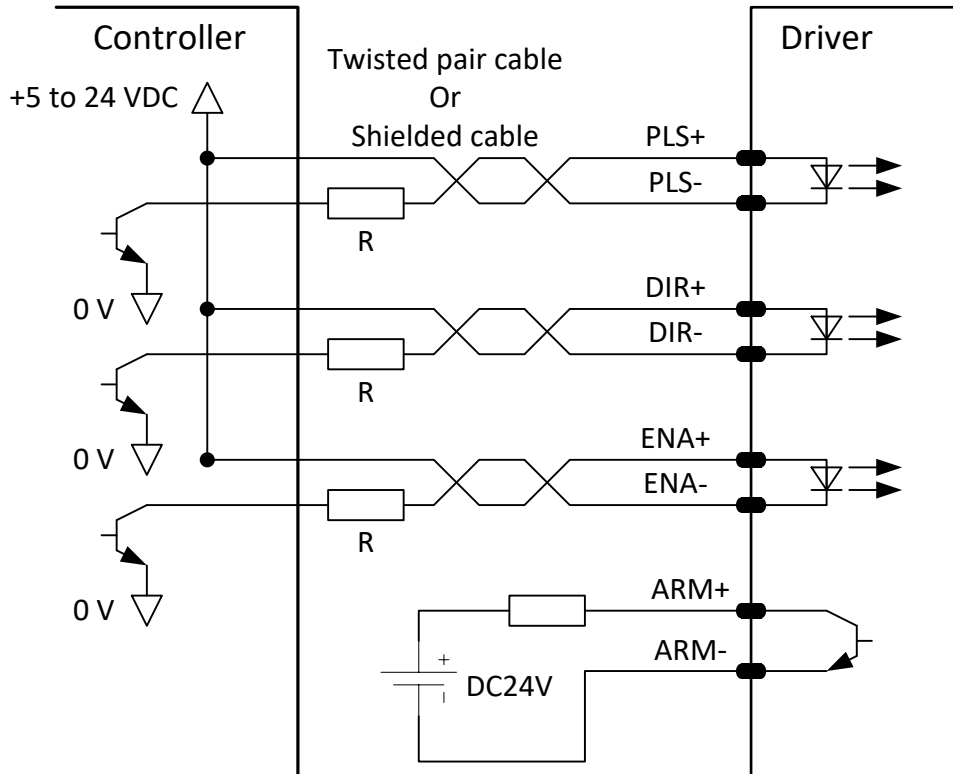 Controller
Driver
Twisted pair cable
Or
Shielded cable
+5 to 24 VDC
PLS+
PLS-
R
0 V
DIR+
DIR-
R
0 V
ENA+
ENA-
R
0 V
ARM+
ARM-
+
DC24V
-